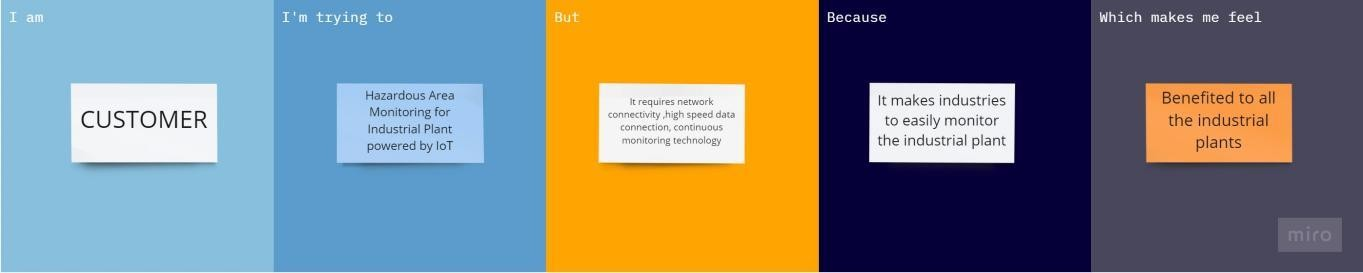 I am
CUSTOMER
I'm trying to
Hazardous Area
Monitoring for
Industrial Plant
powered by IoT
But
It requires network
connectivity ,high speed data
connection, continuous
monitoring technology
Because
It makes industries
to easily monitor
the industrial plant
Which makes me feel
Benefited to all
the industrial
plants
miro